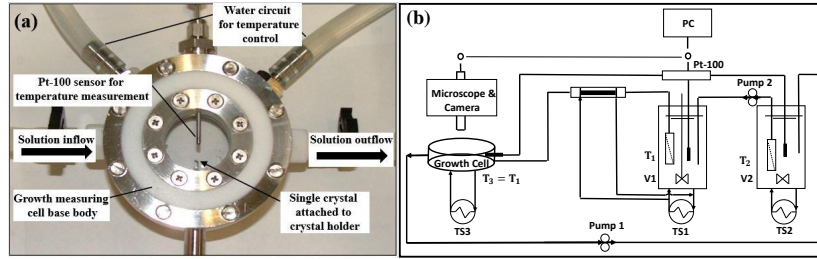 (a)
Water circuit
for temperature
control
Pt-100 sensor for
temperature measurement
Solution inflow
Solution outflow
Growth measuring
cell base body
Single crystal
attached to
crystal holder
(b)
PC
Pt-100
Microscope &
Camera
Pump 2
Growth Cell
T₃ = T₁
T₁
V1
T₂
V2
TS3
TS1
TS2
Pump 1